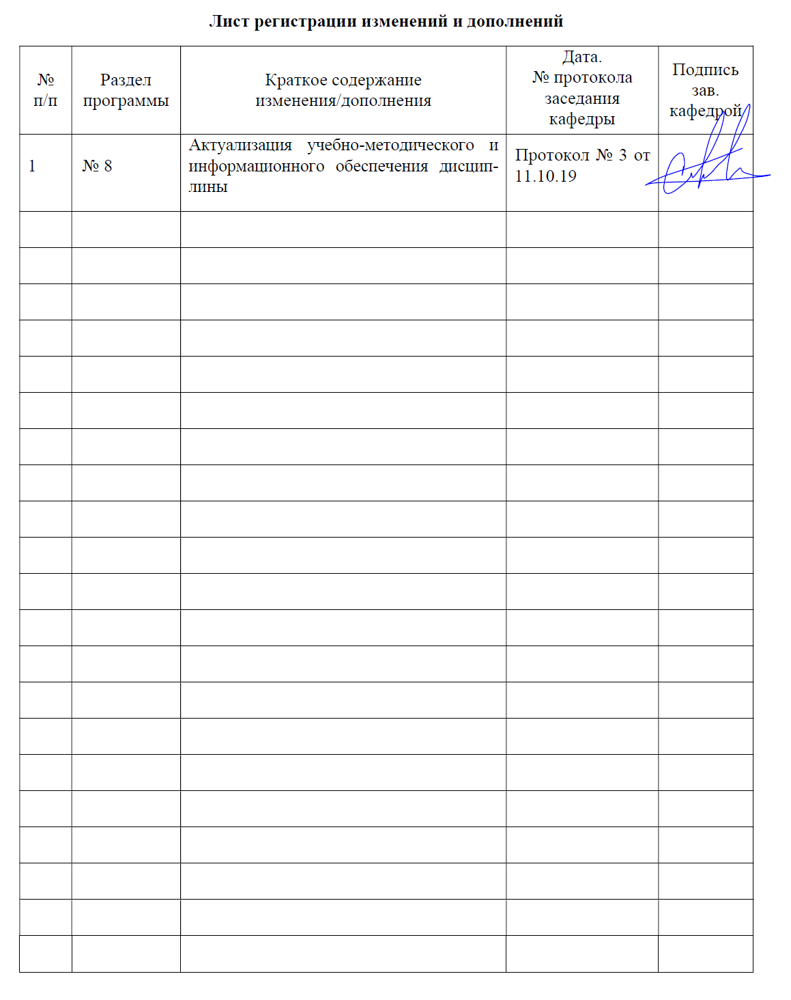 Лист регистрации изменений и дополнений
№
п/п
Раздел
программы
Краткое содержание
изменения/дополнения
Дата.
№ протокола
заседания
кафедры
Подпись
зав.
кафедрой
1
№ 8
Актуализация учебно-методического и
информационного обеспечения дисцип-
лины
Протокол № 3 от
11.10.19